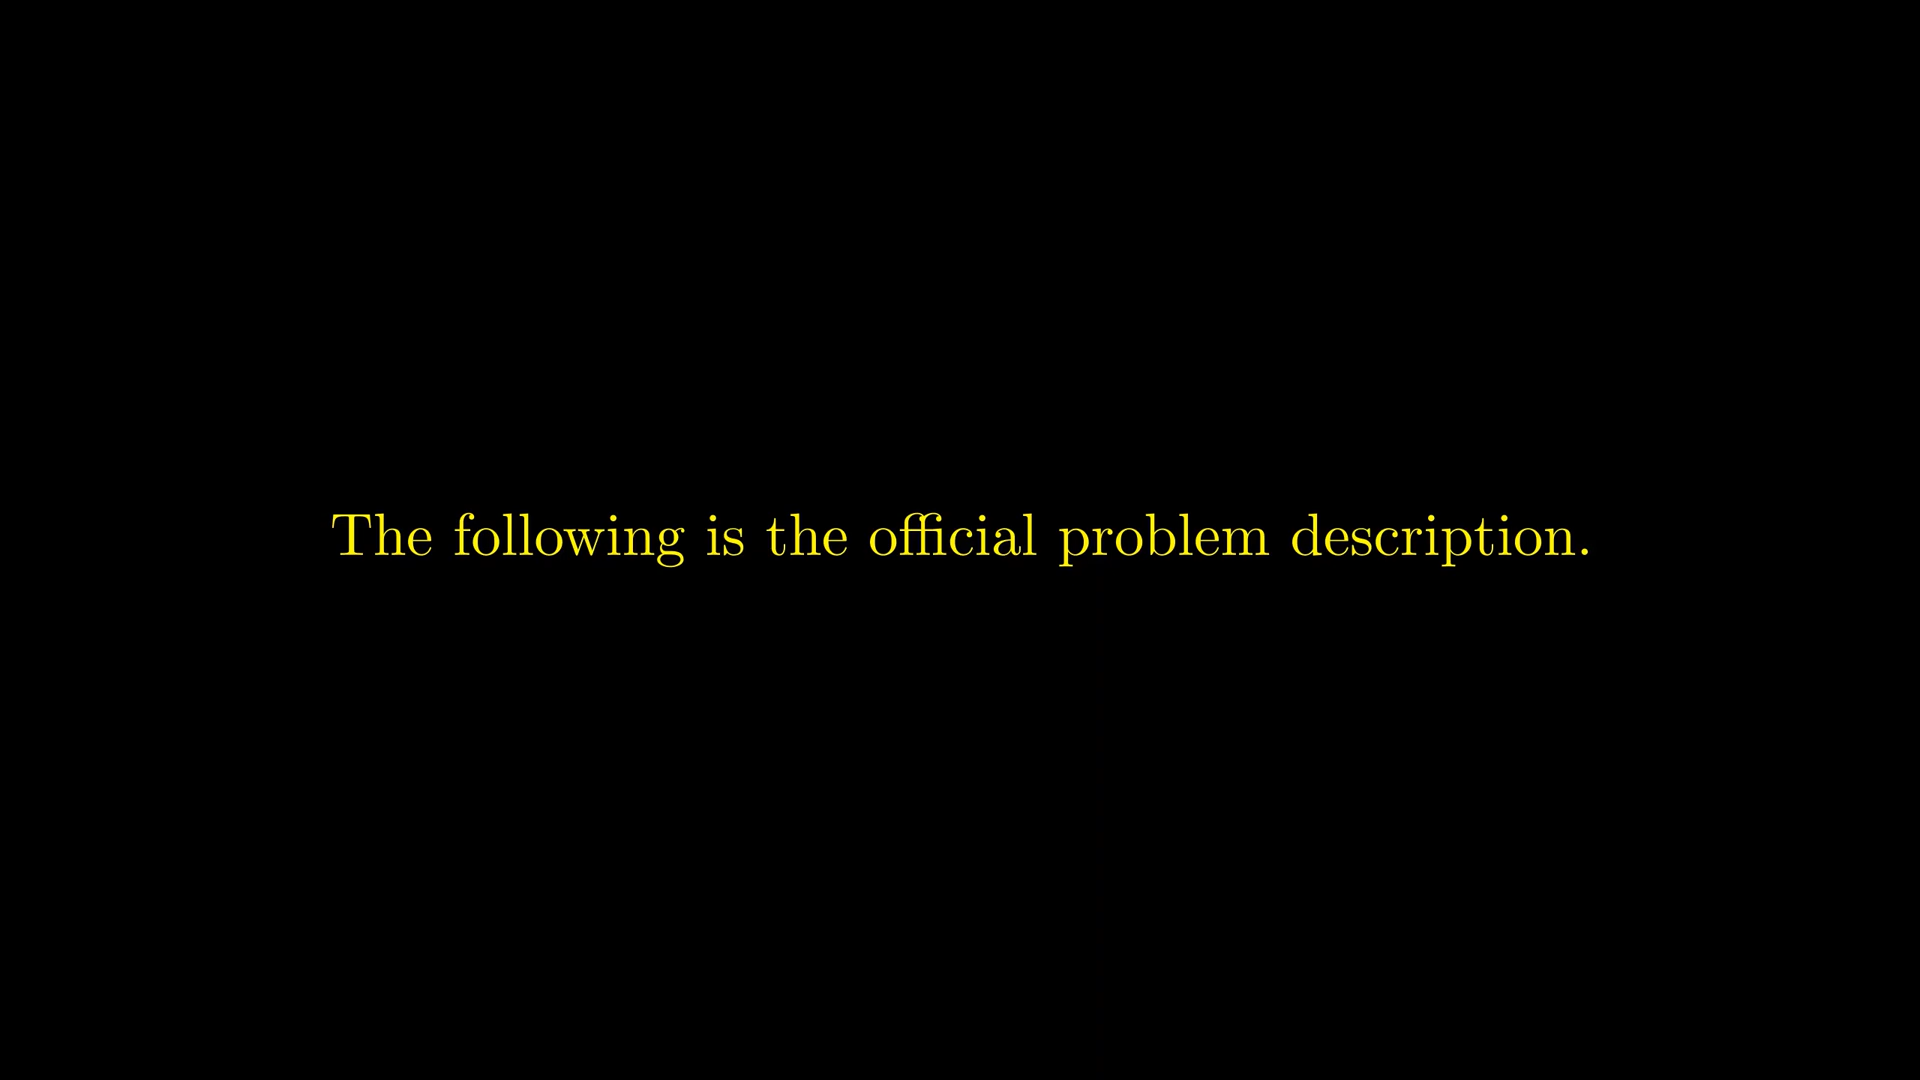 The following is the official problem description.